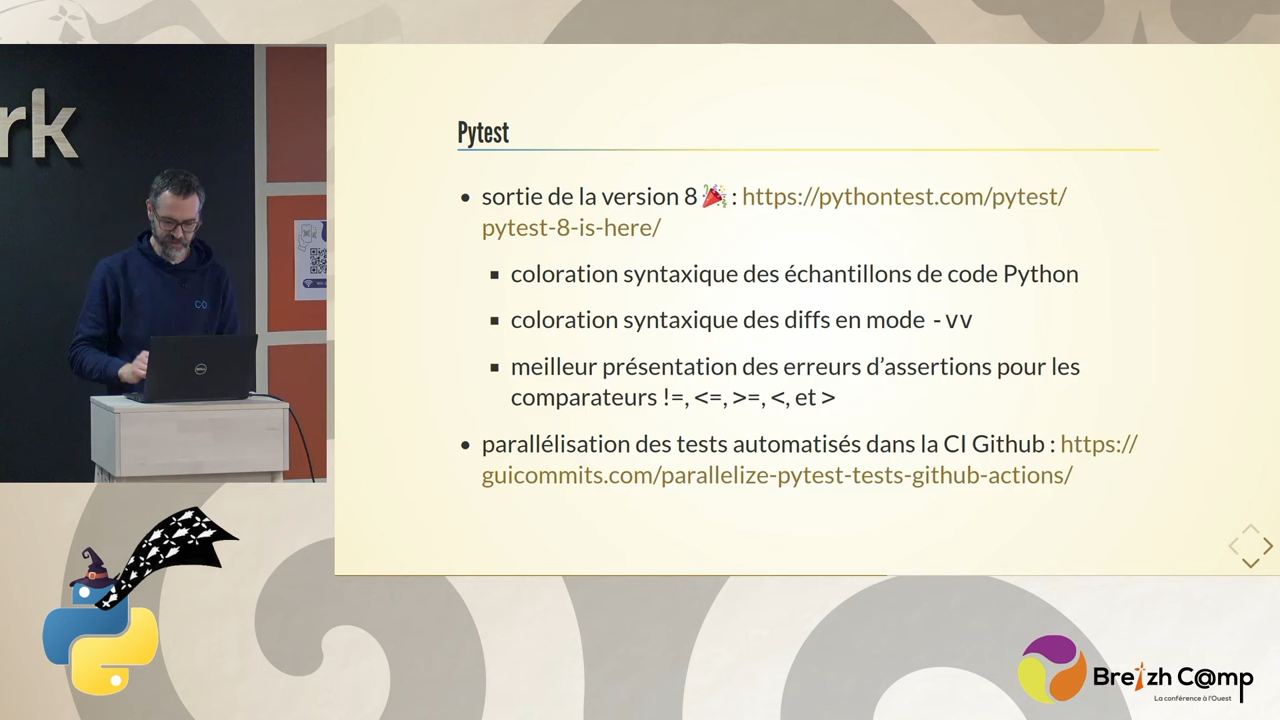 rk
Pytest
• sortie de la version 8 🎉 : https://pythontest.com/pytest/
pytest-8-is-here/
▪ coloration syntaxique des échantillons de code Python
▪ coloration syntaxique des diffs en mode -vv
▪ meilleur présentation des erreurs d’assertions pour les
comparateurs !=, <=, >=, <, et >
• parallélisation des tests automatisés dans la CI Github : https://
guicommits.com/parallelize-pytest-tests-github-actions/
DELL
Breizh C@mp
La conférence à l'Ouest